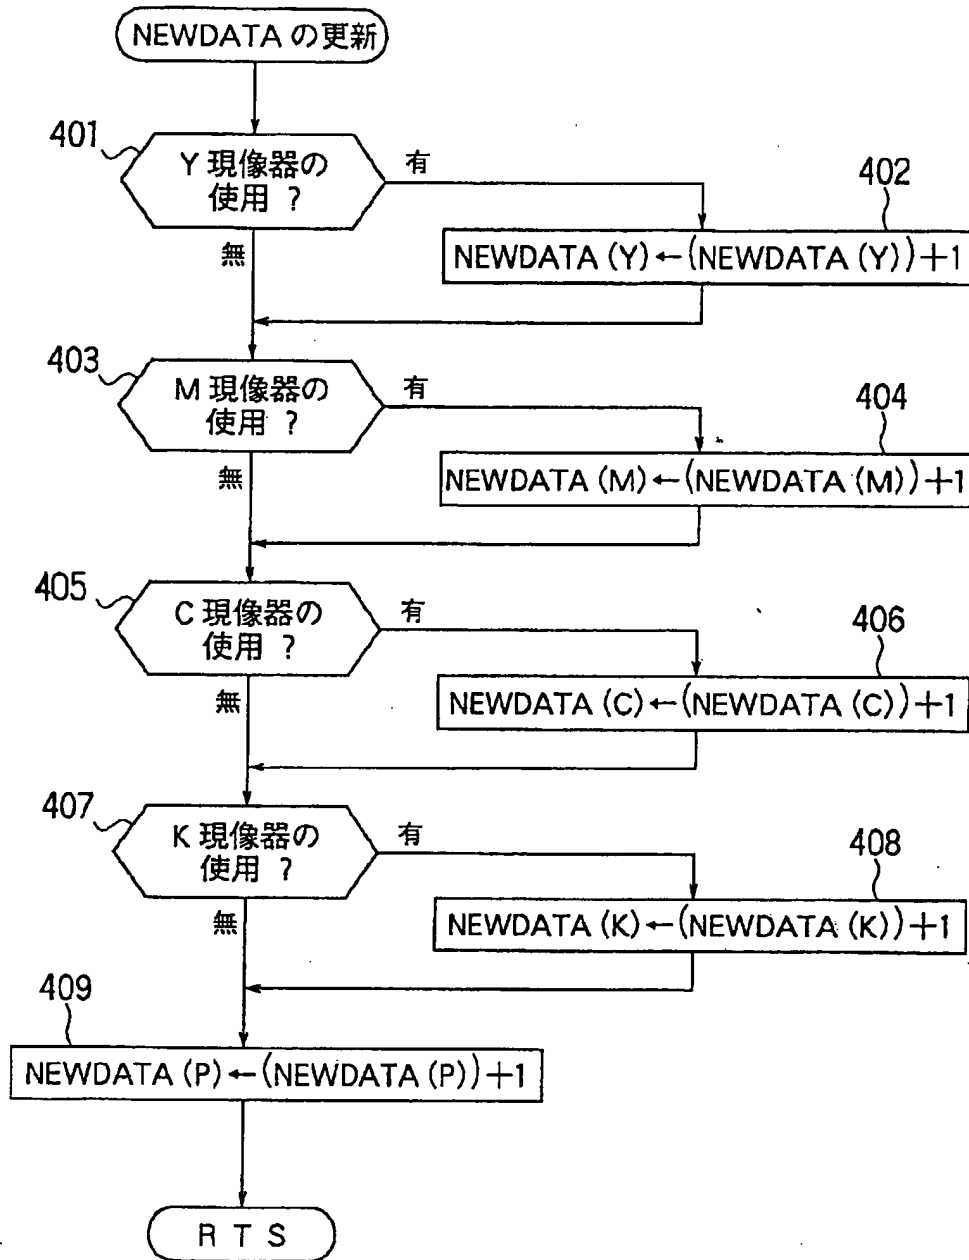 NEWDATA の更新
401
Y 現像器の
使用 ?
有
無
402
NEWDATA (Y) ← (NEWDATA (Y)) + 1
403
M 現像器の
使用 ?
有
無
404
NEWDATA (M) ← (NEWDATA (M)) + 1
405
C 現像器の
使用 ?
有
無
406
NEWDATA (C) ← (NEWDATA (C)) + 1
407
K 現像器の
使用 ?
有
無
408
NEWDATA (K) ← (NEWDATA (K)) + 1
409
NEWDATA (P) ← (NEWDATA (P)) + 1
R T S